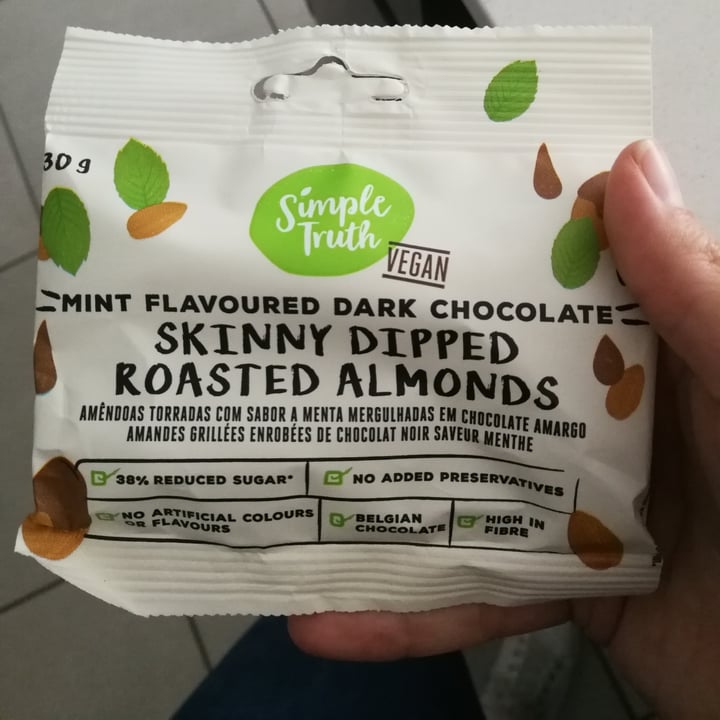 30 g
Simple
Truth
VEGAN
MINT FLAVOURED DARK CHOCOLATE
SKINNY DIPPED
ROASTED ALMONDS
AMÊNDOAS TORRADAS COM SABOR A MENTA MERGULHADAS EM CHOCOLATE AMARGO
AMANDES GRILLÉES ENROBÉES DE CHOCOLAT NOIR SAVEUR MENTHE
38% REDUCED SUGAR*
NO ADDED PRESERVATIVES
NO ARTIFICIAL COLOURS
OR FLAVOURS
BELGIAN
CHOCOLATE
HIGH IN
FIBRE